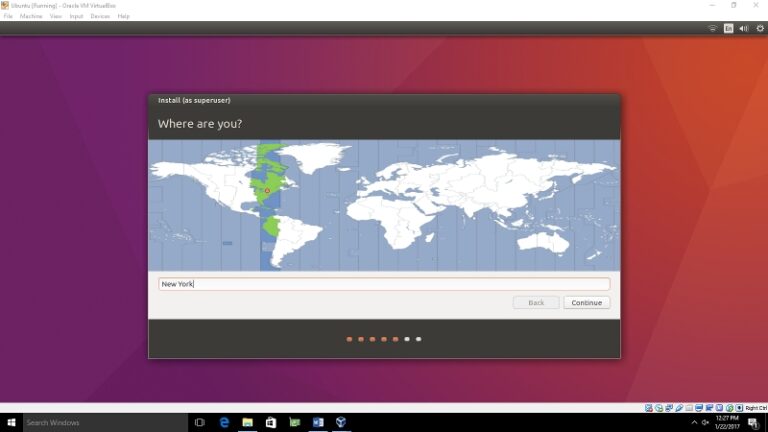 Ubuntu [Running] - Oracle VM VirtualBox
File Machine View Input Devices Help
En
Install (as superuser)
Where are you?
New York
Back Continue
Right Ctrl
Search Windows
12:27 PM
1/22/2017